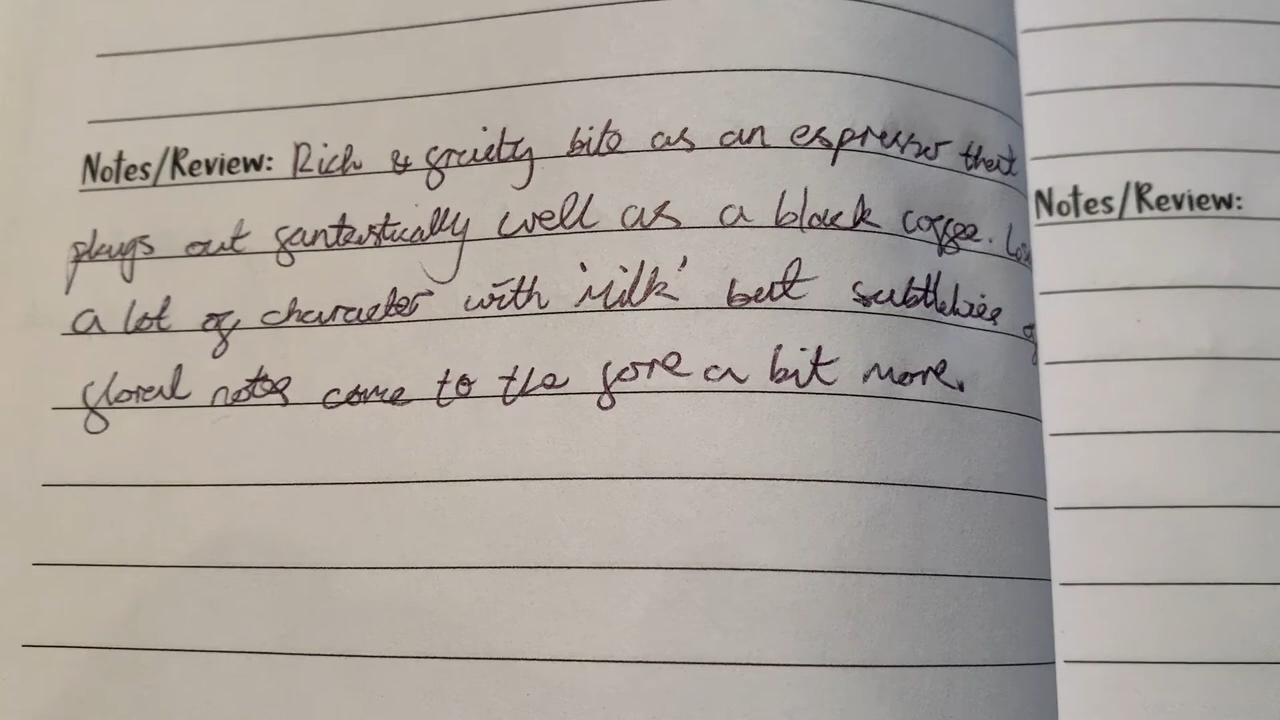 Notes/Review: Rich & fruity bite as an espresso that
plays out fantastically well as a black coffee.
a lot of character with 'milk' but subtleties of
floral notes come to the fore a bit more.
Notes/Review: